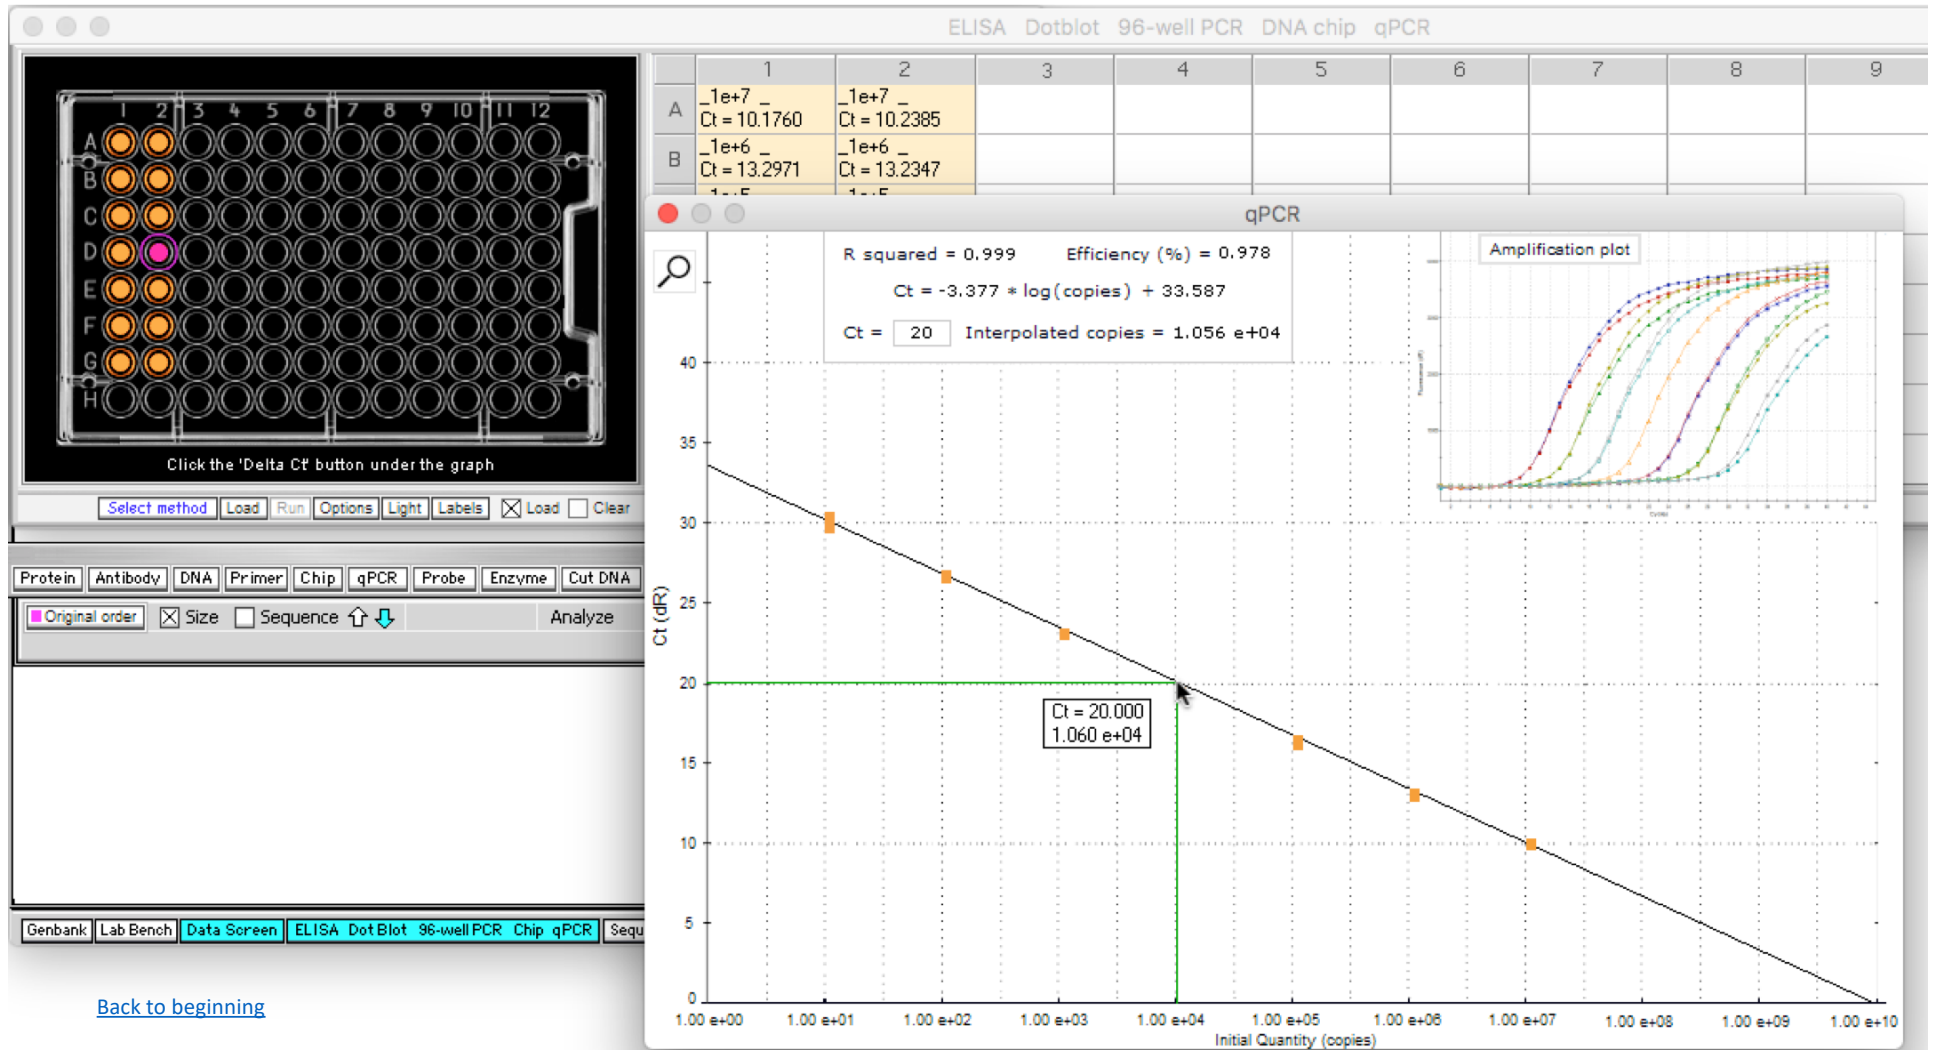 ELISA Dotblot 96-well PCR DNA chip qPCR
1 2 3 4 5 6 7 8 9 10 11 12
A
B
C
D
E
F
G
H
Click the 'Delta Ct' button under the graph
Select method Load Run Options Light Labels Load Clear
Protein Antibody DNA Primer Chip qPCR Probe Enzyme Cut DNA
Original order Size Sequence Analyze
Genbank Lab Bench Data Screen ELISA Dot Blot 96-well PCR Chip qPCR Sequ
Back to beginning
1 2 3 4 5 6 7 8 9
A _1e+7 _ _1e+7 _
Ct = 10.1760 Ct = 10.2385
B _1e+6 _ _1e+6 _
Ct = 13.2971 Ct = 13.2347
qPCR
R squared = 0.999 Efficiency (%) = 0.978
Ct = -3.377 * log(copies) + 33.587
Ct = 20 Interpolated copies = 1.056 e+04
Amplification plot
40
35
30
25
20
15
10
5
0
Ct (dR)
Ct = 20.000
1.060 e+04
1.00 e+00 1.00 e+01 1.00 e+02 1.00 e+03 1.00 e+04 1.00 e+05 1.00 e+06 1.00 e+07 1.00 e+08 1.00 e+09 1.00 e+10
Initial Quantity (copies)